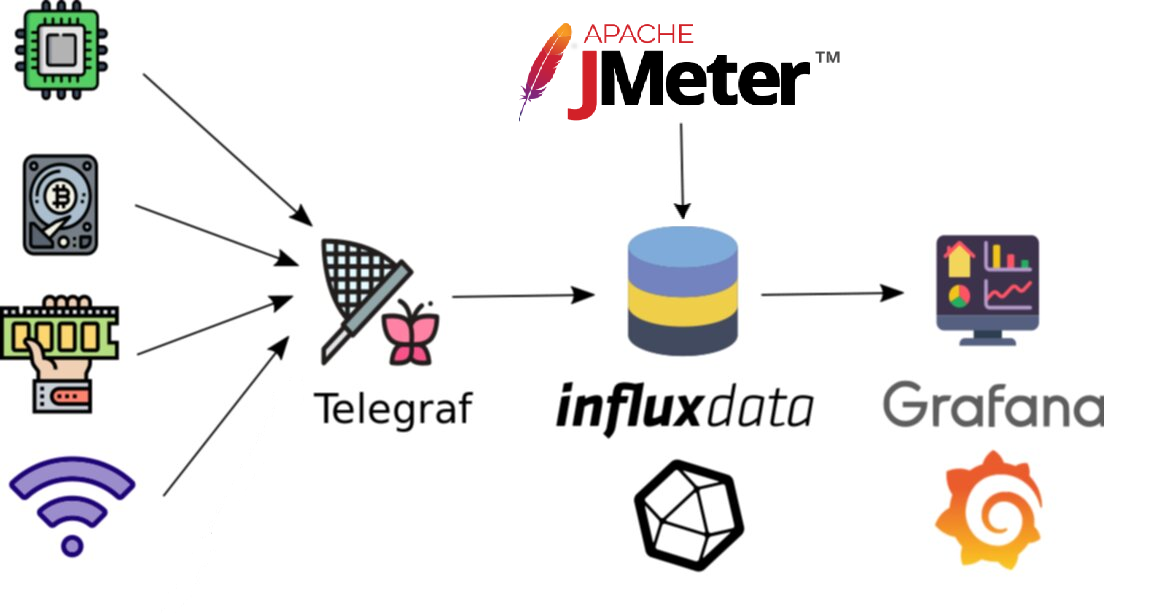 APACHE
JMeter™
Telegraf
influxdata
Grafana